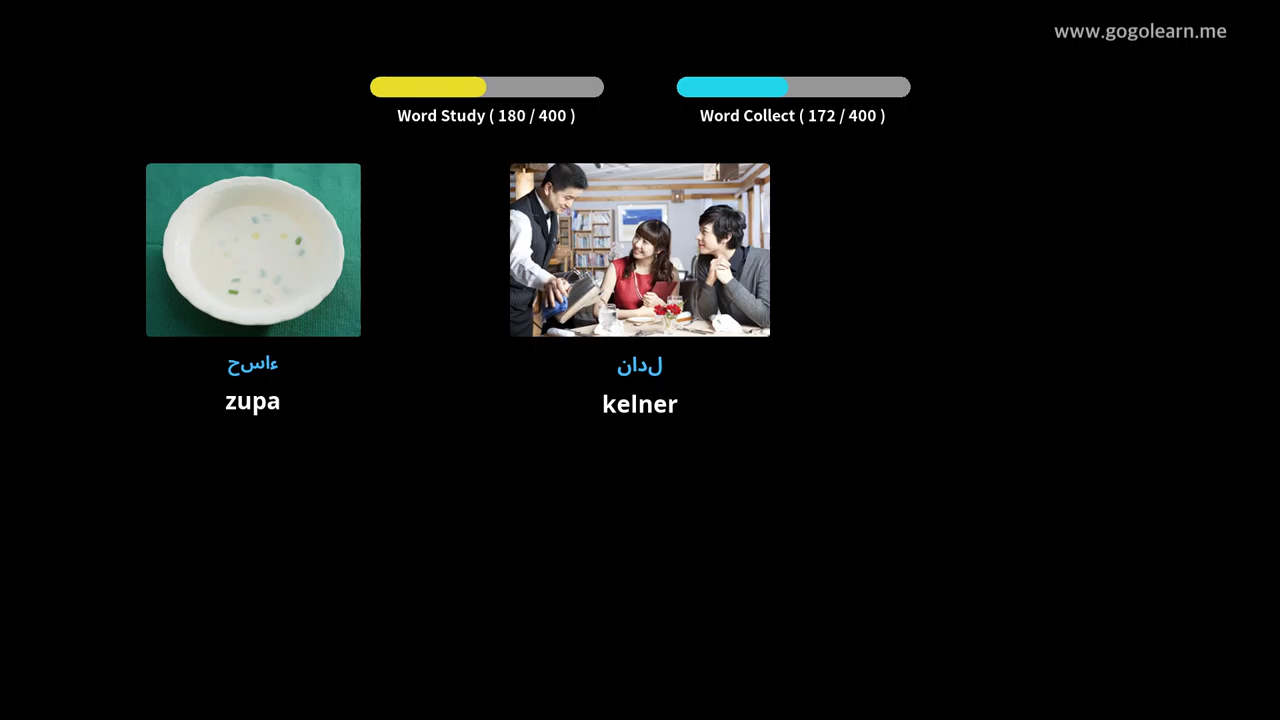 www.gogolearn.me
Word Study ( 180 / 400 )
Word Collect ( 172 / 400 )
ءاسح
zupa
لدان
kelner